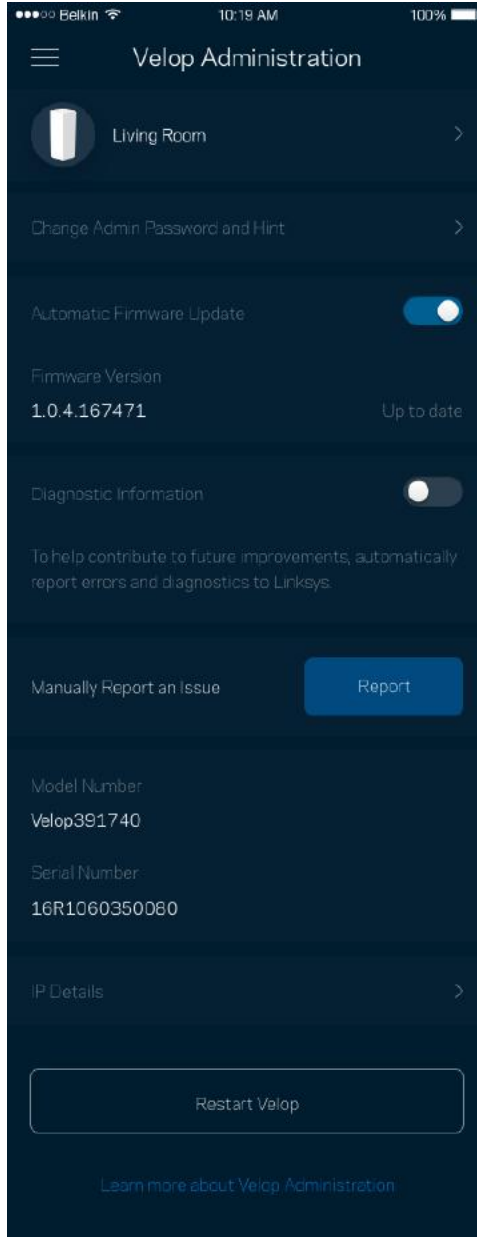 Belkin 10:19 AM 100%
Velop Administration
Living Room
Change Admin Password and Hint
Automatic Firmware Update
Firmware Version
1.0.4.167471 Up to date
Diagnostic Information
To help contribute to future improvements, automatically
report errors and diagnostics to Linksys.
Manually Report an Issue Report
Model Number
Velop391740
Serial Number
16R1060350080
IP Details
Restart Velop
Learn more about Velop Administration